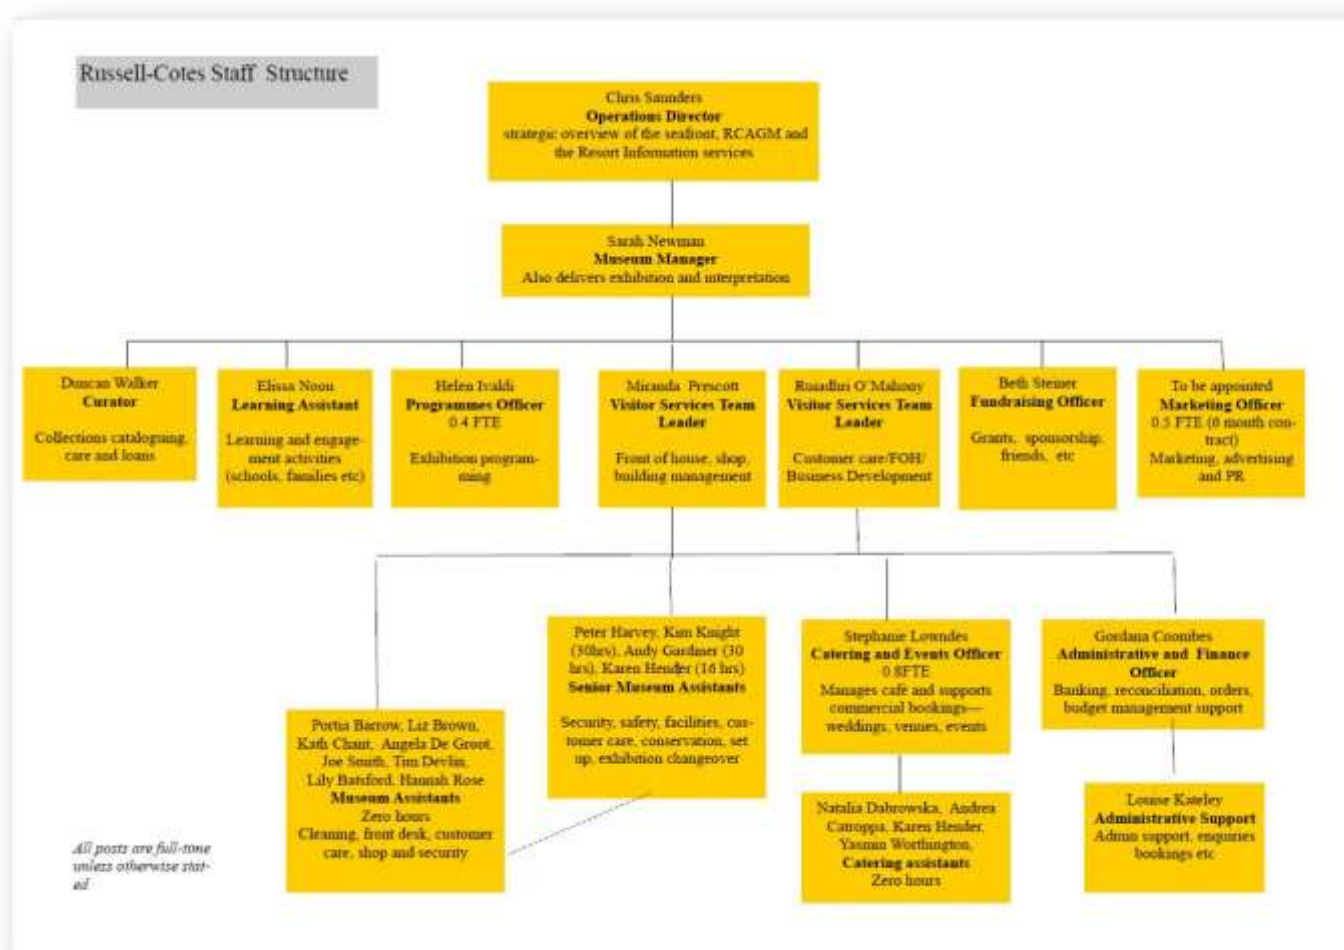 Russell-Cotes Staff Structure
Chris Saunders
Operations Director
strategic overview of the seafront, RCAGM and
the Resort Information services
Sarah Newman
Museum Manager
Also delivers exhibition and interpretation
Duncan Walker
Curator
Collections cataloguing,
care and loans
Elissa Noon
Learning Assistant
Learning and engage-
ment activities
(schools, families etc)
Helen Ivaldi
Programmes Officer
0.4 FTE
Exhibition program-
ming
Miranda Prescott
Visitor Services Team
Leader
Front of house, shop,
building management
Ruiadhri O'Mahony
Visitor Services Team
Leader
Customer care/FOH/
Business Development
Beth Steiner
Fundraising Officer
Grants, sponsorship,
friends, etc
To be appointed
Marketing Officer
0.5 FTE (6 month con-
tract)
Marketing, advertising
and PR
Peter Harvey, Kim Knight
(30hrs), Andy Gardiner (30
hrs), Karen Hender (16 hrs)
Senior Museum Assistants
Security, safety, facilities, cus-
tomer care, conservation, set
up, exhibition changeover
Stephanie Lowndes
Catering and Events Officer
0.8FTE
Manages café and supports
commercial bookings—
weddings, venues, events
Gordana Coombes
Administrative and Finance
Officer
Banking, reconciliation, orders,
budget management support
Portia Barrow, Liz Brown,
Kath Chant, Angela De Groot,
Joe Smith, Tim Devlin,
Lily Batsford, Hannah Rose
Museum Assistants
Zero hours
Cleaning, front desk, customer
care, shop and security
Natalia Dabrowska, Andrea
Catroppa, Karen Hender,
Yasmin Worthington,
Catering assistants
Zero hours
Louise Kateley
Administrative Support
Admin support, enquiries
bookings etc
All posts are full-time
unless otherwise stat-
ed